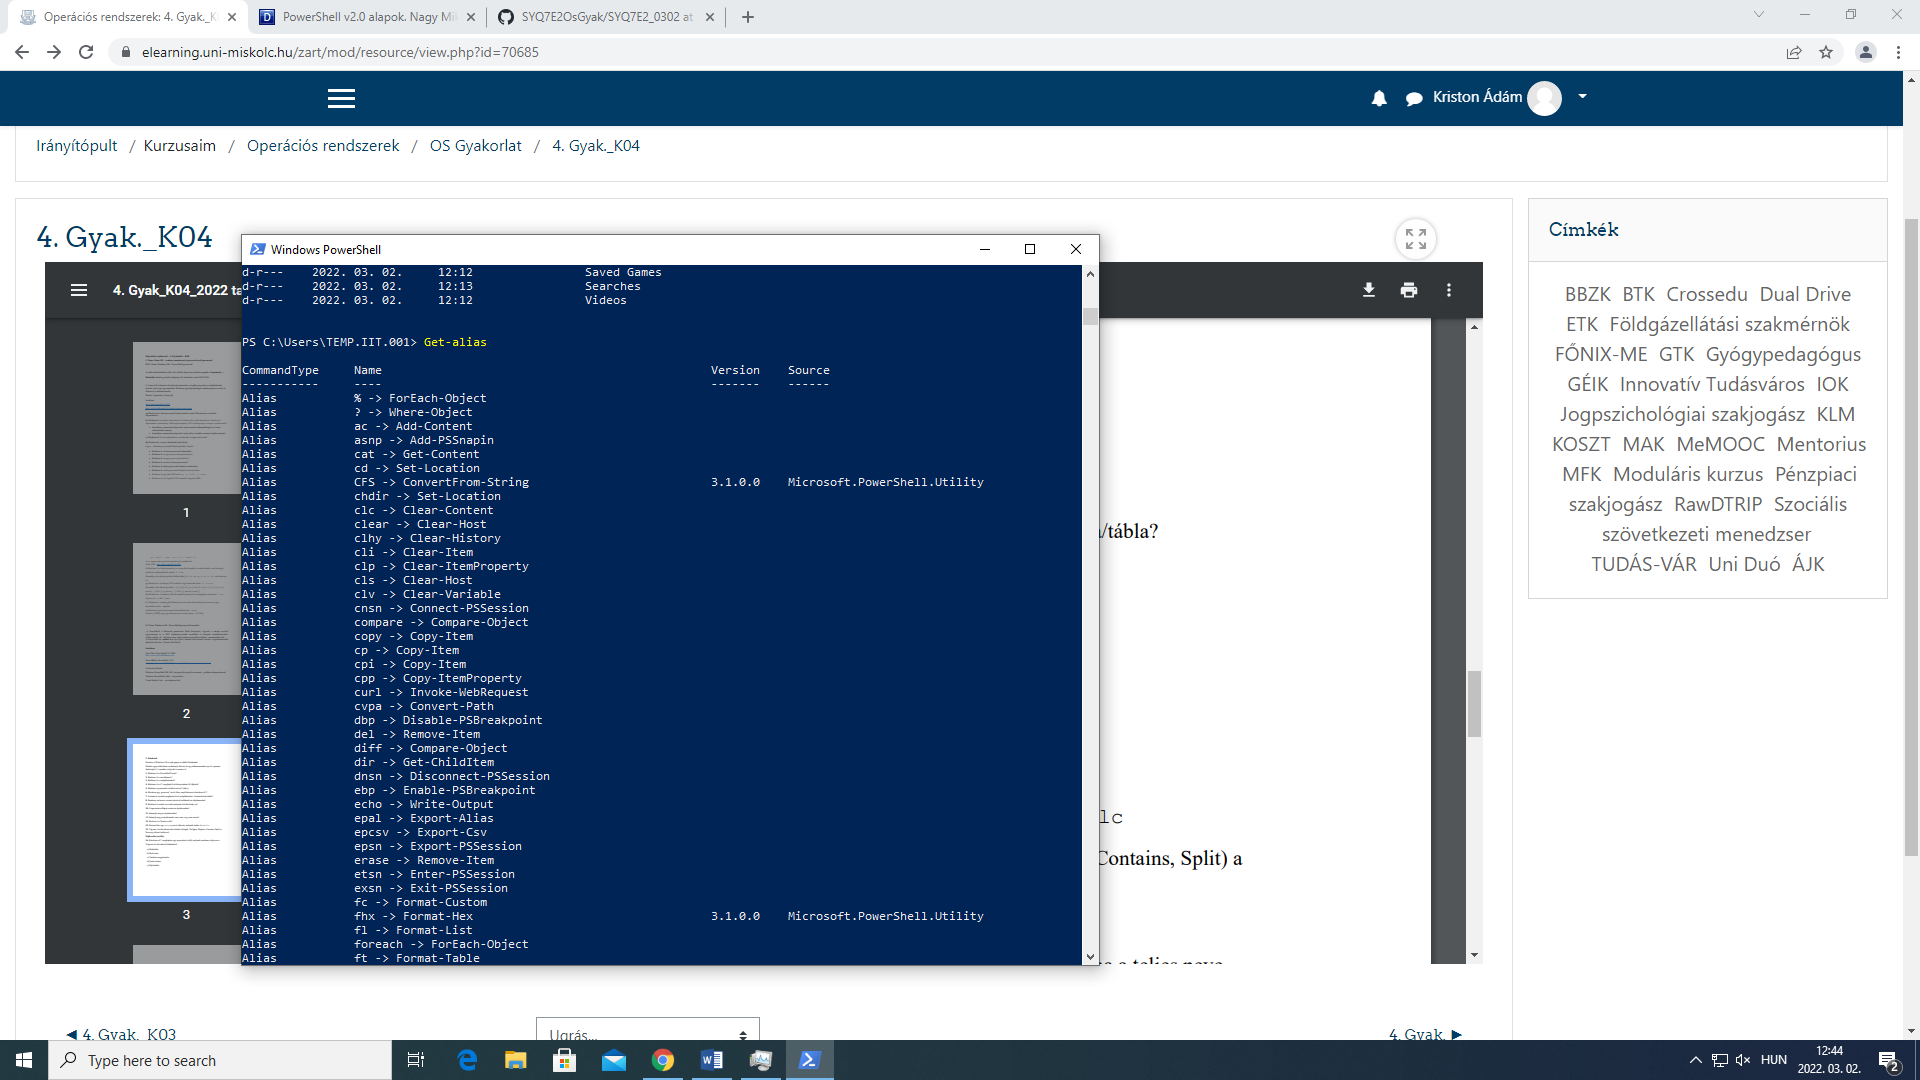 Operációs rendszerek: 4. Gyak._K
PowerShell v2.0 alapok. Nagy Mi
SYQ7E2OsGyak/SYQ7E2_0302 at
elearning.uni-miskolc.hu/zart/mod/resource/view.php?id=70685
Kriston Ádám
Irányítópult / Kurzusaim / Operációs rendszerek / OS Gyakorlat / 4. Gyak._K04
4. Gyak._K04
Címkék
BBZK BTK Crossedu Dual Drive
ETK Földgázellátási szakmérnök
FŐNIX-ME GTK Gyógypedagógus
GÉIK Innovatív Tudásváros IOK
Jogpszichológiai szakjogász KLM
KOSZT MAK MeMOOC Mentorius
MFK Moduláris kurzus Pénzpiaci
szakjogász RawDTRIP Szociális
szövetkezeti menedzser
TUDÁS-VÁR Uni Duó ÁJK
4. Gyak_K04_2022 ta
1
2
3
Windows PowerShell
d-r--- 2022. 03. 02. 12:12 Saved Games
d-r--- 2022. 03. 02. 12:13 Searches
d-r--- 2022. 03. 02. 12:12 Videos
PS C:\Users\TEMP.IIT.001> Get-alias
CommandType Name Version Source
----------- ---- ------- ------
Alias % -> ForEach-Object
Alias ? -> Where-Object
Alias ac -> Add-Content
Alias asnp -> Add-PSSnapin
Alias cat -> Get-Content
Alias cd -> Set-Location
Alias CFS -> ConvertFrom-String 3.1.0.0 Microsoft.PowerShell.Utility
Alias chdir -> Set-Location
Alias clc -> Clear-Content
Alias clear -> Clear-Host
Alias clhy -> Clear-History
Alias cli -> Clear-Item
Alias clp -> Clear-ItemProperty
Alias cls -> Clear-Host
Alias clv -> Clear-Variable
Alias cnsn -> Connect-PSSession
Alias compare -> Compare-Object
Alias copy -> Copy-Item
Alias cp -> Copy-Item
Alias cpi -> Copy-Item
Alias cpp -> Copy-ItemProperty
Alias curl -> Invoke-WebRequest
Alias cvpa -> Convert-Path
Alias dbp -> Disable-PSBreakpoint
Alias del -> Remove-Item
Alias diff -> Compare-Object
Alias dir -> Get-ChildItem
Alias dnsn -> Disconnect-PSSession
Alias ebp -> Enable-PSBreakpoint
Alias echo -> Write-Output
Alias epal -> Export-Alias
Alias epcsv -> Export-Csv
Alias epsn -> Export-PSSession
Alias erase -> Remove-Item
Alias etsn -> Enter-PSSession
Alias exsn -> Exit-PSSession
Alias fc -> Format-Custom
Alias fhx -> Format-Hex 3.1.0.0 Microsoft.PowerShell.Utility
Alias fl -> Format-List
Alias foreach -> ForEach-Object
Alias ft -> Format-Table
/tábla?
lc
Contains, Split) a
◄ 4. Gyak._K03
Ugrás...
4. Gyak. ►
Type here to search
HUN
12:44
2022. 03. 02.
2